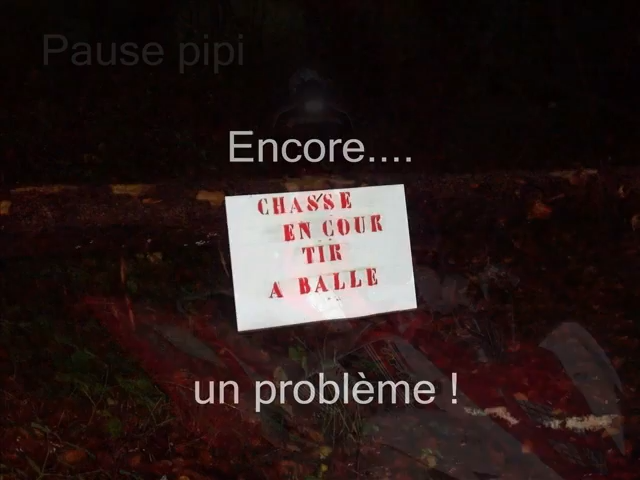 Pause pipi
Encore....
CHASSE
EN COUR
TIR
A BALLE
un problème !